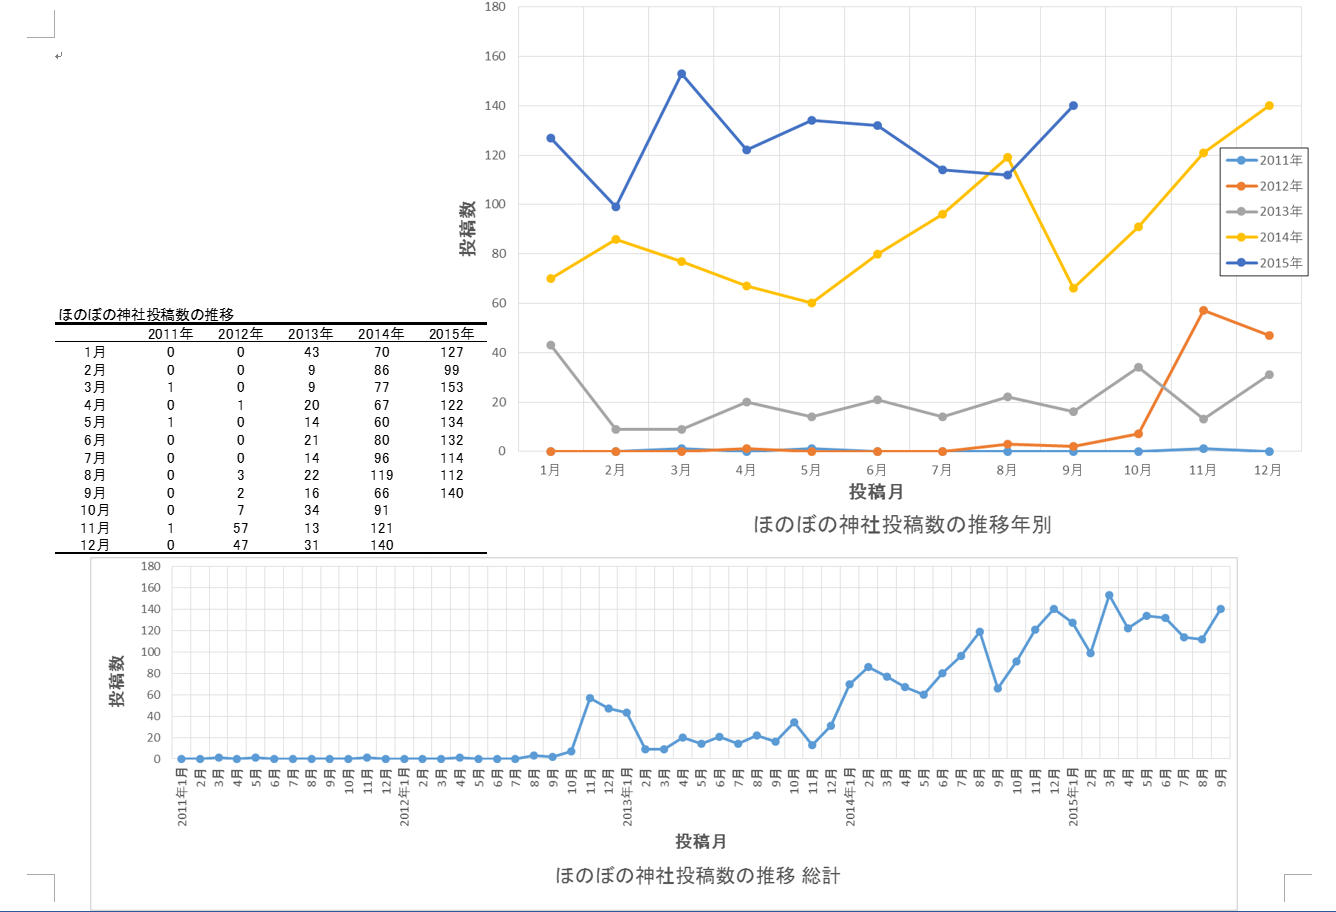 180
160
140
120
100
80
60
40
20
0
投稿数
1月 2月 3月 4月 5月 6月 7月 8月 9月 10月 11月 12月
投稿月
ほのぼの神社投稿数の推移年別
2011年
2012年
2013年
2014年
2015年
ほのぼの神社投稿数の推移
2011年 2012年 2013年 2014年 2015年
1月 0 0 43 70 127
2月 0 0 9 86 99
3月 1 0 9 77 153
4月 0 1 20 67 122
5月 1 0 14 60 134
6月 0 0 21 80 132
7月 0 0 14 96 114
8月 0 3 22 119 112
9月 0 2 16 66 140
10月 0 7 34 91
11月 1 57 13 121
12月 0 47 31 140
180
160
140
120
100
80
60
40
20
0
投稿数
2011年1月 2月 3月 4月 5月 6月 7月 8月 9月 10月 11月 12月 2012年1月 2月 3月 4月 5月 6月 7月 8月 9月 10月 11月 12月 2013年1月 2月 3月 4月 5月 6月 7月 8月 9月 10月 11月 12月 2014年1月 2月 3月 4月 5月 6月 7月 8月 9月 10月 11月 12月 2015年1月 2月 3月 4月 5月 6月 7月 8月 9月
投稿月
ほのぼの神社投稿数の推移 総計